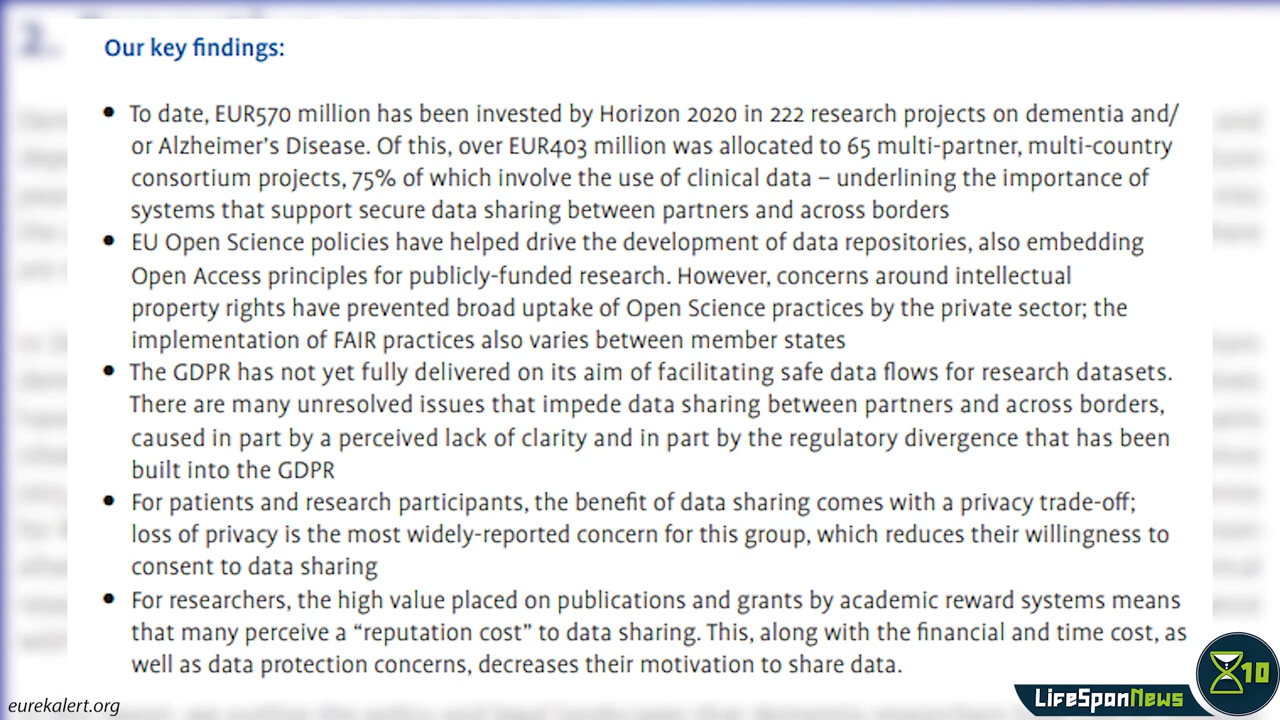 Our key findings:
• To date, EUR570 million has been invested by Horizon 2020 in 222 research projects on dementia and/
or Alzheimer's Disease. Of this, over EUR403 million was allocated to 65 multi-partner, multi-country
consortium projects, 75% of which involve the use of clinical data – underlining the importance of
systems that support secure data sharing between partners and across borders
• EU Open Science policies have helped drive the development of data repositories, also embedding
Open Access principles for publicly-funded research. However, concerns around intellectual
property rights have prevented broad uptake of Open Science practices by the private sector; the
implementation of FAIR practices also varies between member states
• The GDPR has not yet fully delivered on its aim of facilitating safe data flows for research datasets.
There are many unresolved issues that impede data sharing between partners and across borders,
caused in part by a perceived lack of clarity and in part by the regulatory divergence that has been
built into the GDPR
• For patients and research participants, the benefit of data sharing comes with a privacy trade-off;
loss of privacy is the most widely-reported concern for this group, which reduces their willingness to
consent to data sharing
• For researchers, the high value placed on publications and grants by academic reward systems means
that many perceive a “reputation cost” to data sharing. This, along with the financial and time cost, as
well as data protection concerns, decreases their motivation to share data.
10
LifeSpanNews
eurekalert.org